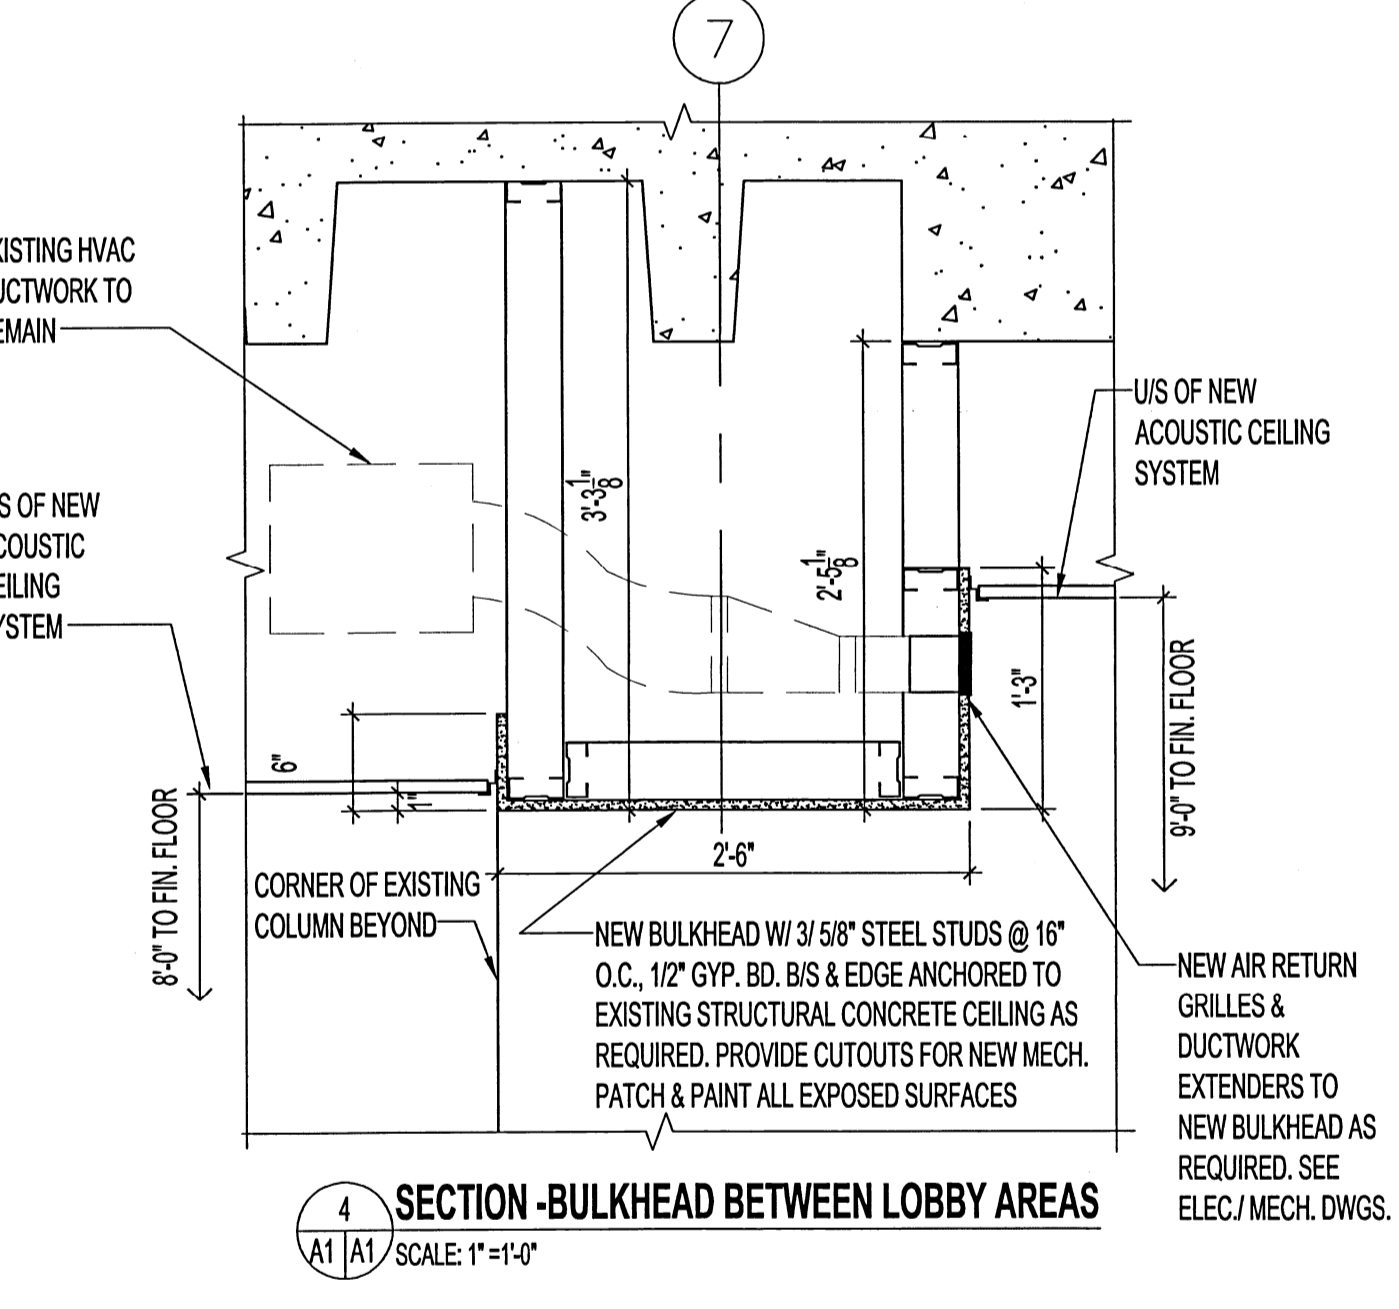 7
XISTING HVAC
UCTWORK TO
EMAIN
S OF NEW
COUSTIC
EILING
YSTEM
U/S OF NEW
ACOUSTIC CEILING
SYSTEM
3'-3 1/8"
2'-5 1/8"
1'-3"
6"
1"
2'-6"
8'-0" TO FIN. FLOOR
9'-0" TO FIN. FLOOR
CORNER OF EXISTING
COLUMN BEYOND
NEW BULKHEAD W/ 3/ 5/8" STEEL STUDS @ 16"
O.C., 1/2" GYP. BD. B/S & EDGE ANCHORED TO
EXISTING STRUCTURAL CONCRETE CEILING AS
REQUIRED. PROVIDE CUTOUTS FOR NEW MECH.
PATCH & PAINT ALL EXPOSED SURFACES
NEW AIR RETURN
GRILLES &
DUCTWORK
EXTENDERS TO
NEW BULKHEAD AS
REQUIRED. SEE
ELEC./ MECH. DWGS.
4
A1 A1
SECTION -BULKHEAD BETWEEN LOBBY AREAS
SCALE: 1" =1'-0"